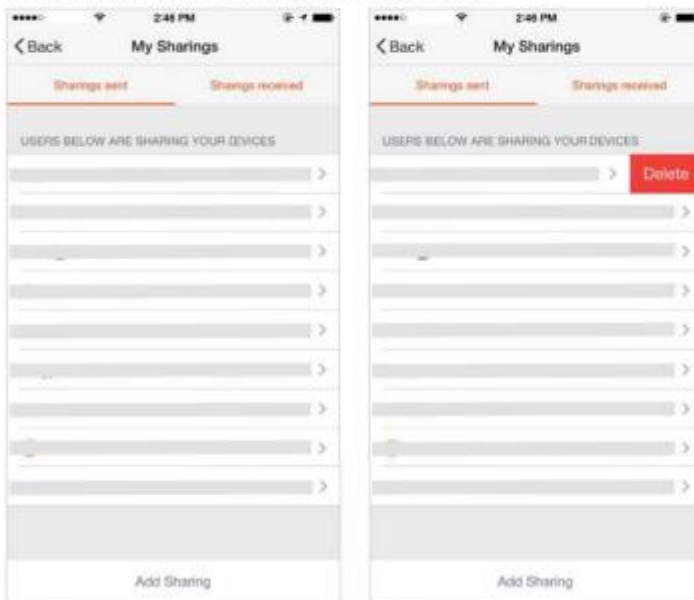 2:46 PM
Back My Sharings
Sharings sent Sharings received
USERS BELOW ARE SHARING YOUR DEVICES
Add Sharing
2:46 PM
Back My Sharings
Sharings sent Sharings received
USERS BELOW ARE SHARING YOUR DEVICES
Delete
Add Sharing